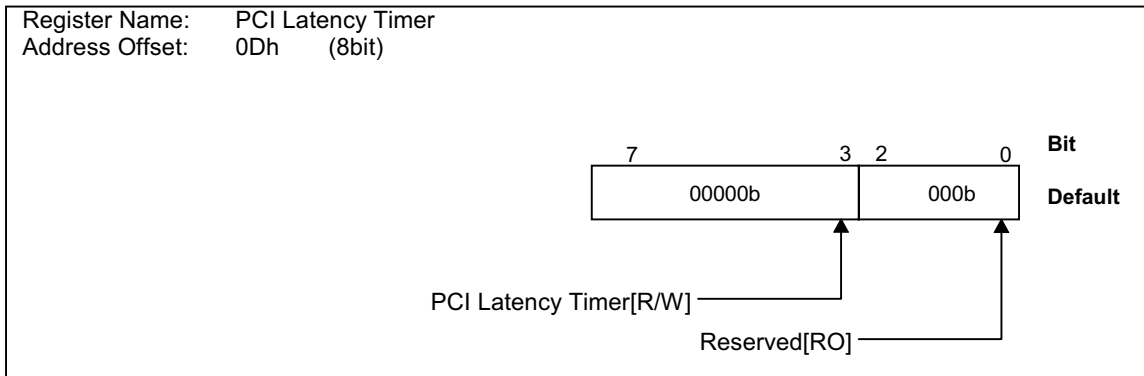 Register Name: PCI Latency Timer
Address Offset: 0Dh (8bit)
7 3 2 0 Bit
00000b 000b Default
PCI Latency Timer[R/W]
Reserved[RO]